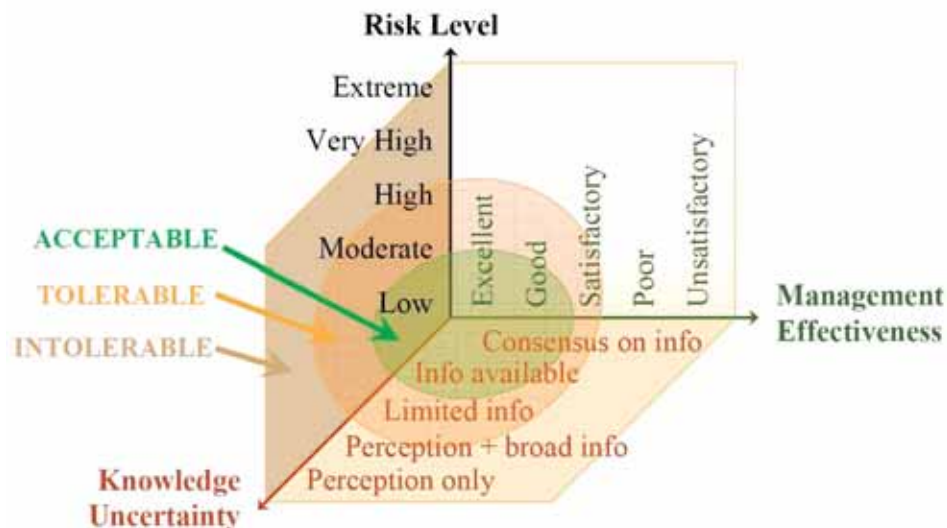 Risk Level
Extreme
Very High
High
Moderate
Low
ACCEPTABLE
TOLERABLE
INTOLERABLE
Excellent
Good
Satisfactory
Poor
Unsatisfactory
Management
Effectiveness
Consensus on info
Info available
Limited info
Perception + broad info
Perception only
Knowledge
Uncertainty